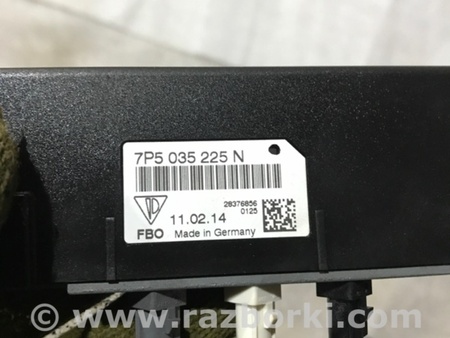 7P5 035 225 N
28376856
0125
11.02.14
FBO Made in Germany
© www.razborki.com